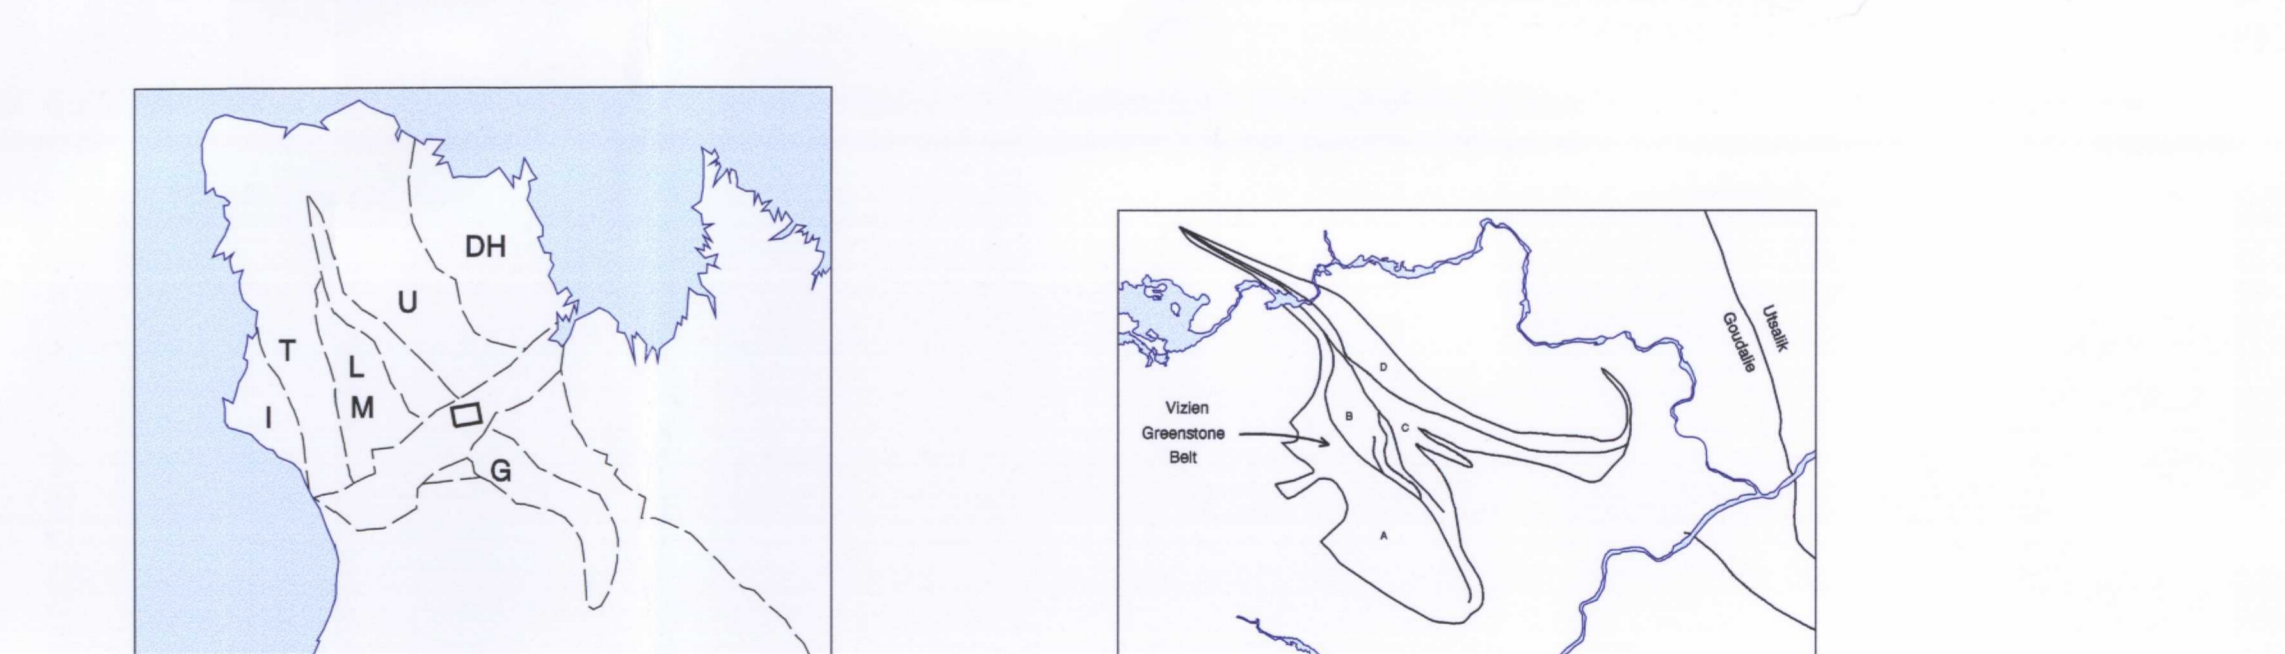 DH
U
T
L
M
I
G
Utsalik
Goudalie
D
B
C
Vizien
Greenstone
Belt
A